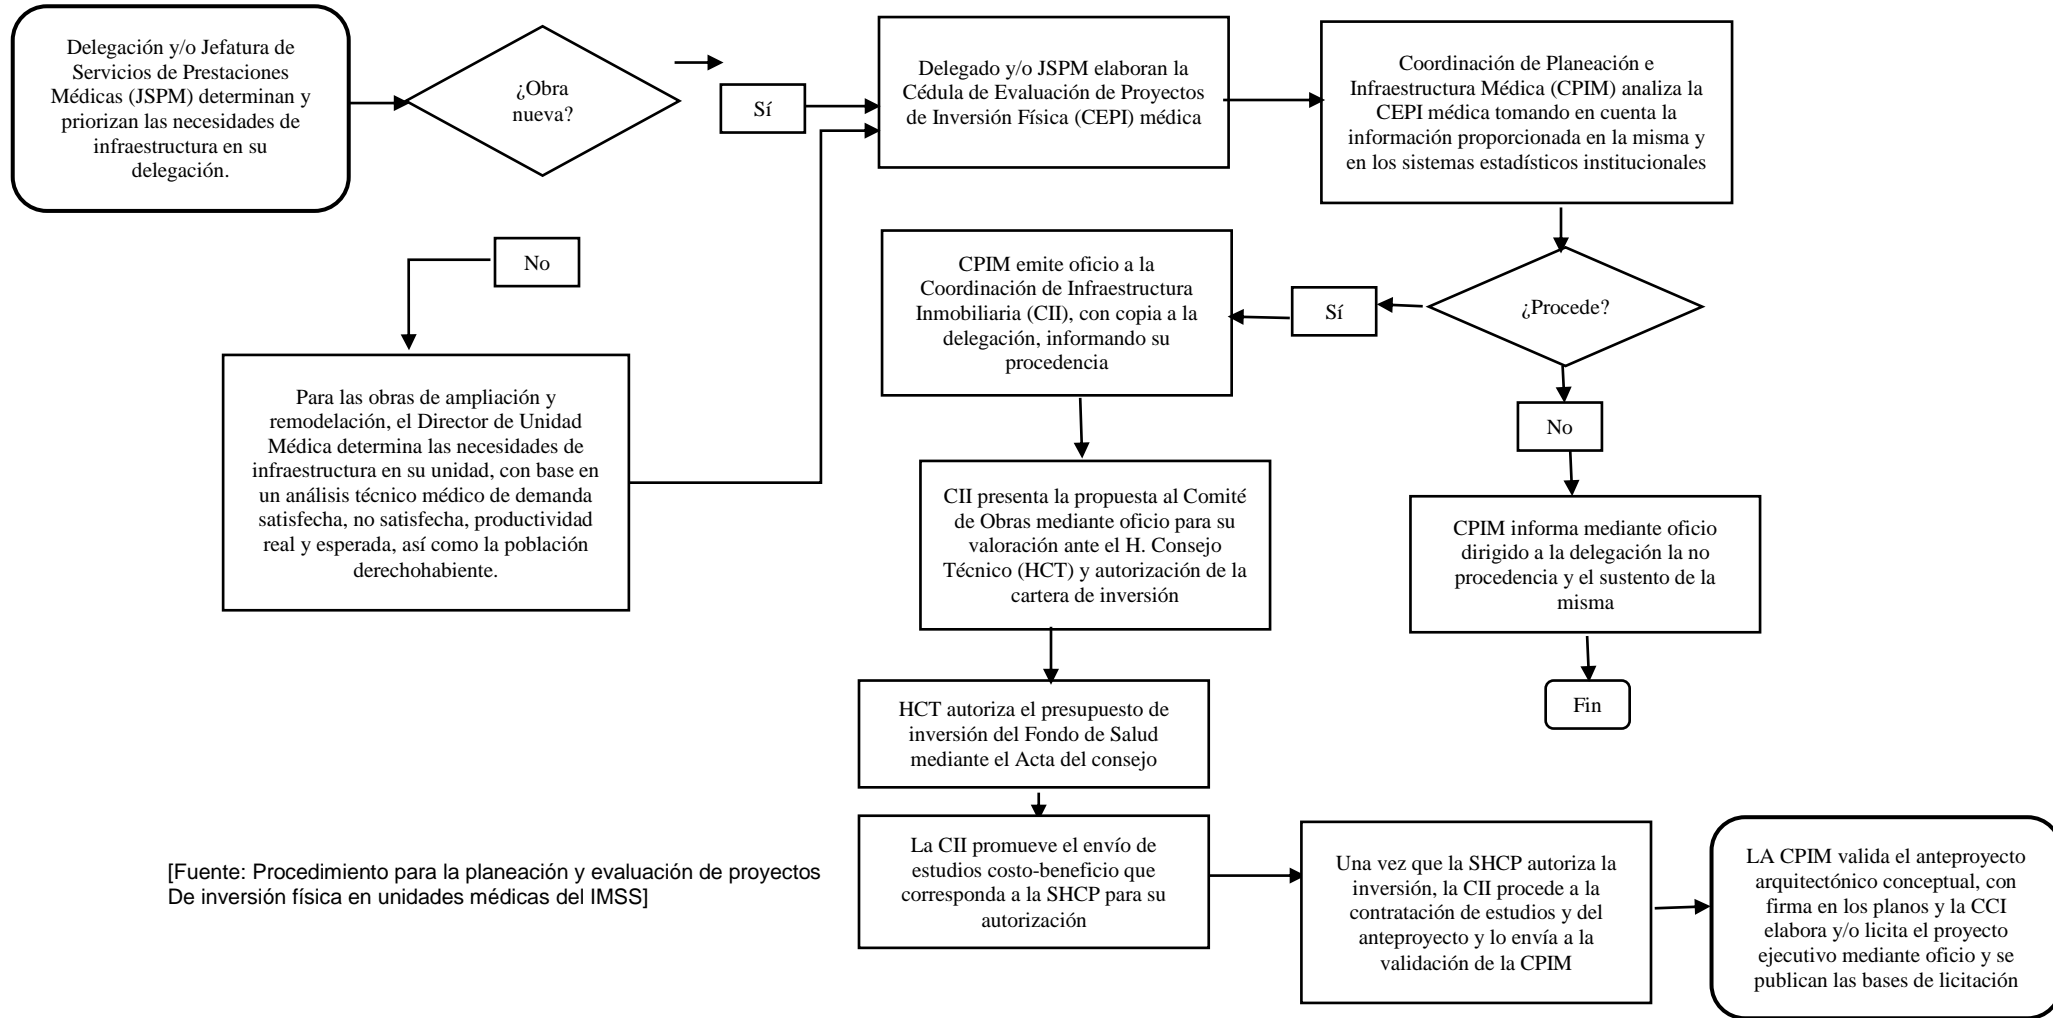 Delegación y/o Jefatura de
Servicios de Prestaciones
Médicas (JSPM) determinan y
priorizan las necesidades de
infraestructura en su
delegación.
¿Obra
nueva?
Sí
Delegado y/o JSPM elaboran la
Cédula de Evaluación de Proyectos
de Inversión Física (CEPI) médica
Coordinación de Planeación e
Infraestructura Médica (CPIM) analiza la
CEPI médica tomando en cuenta la
información proporcionada en la misma y
en los sistemas estadísticos institucionales
No
Para las obras de ampliación y
remodelación, el Director de Unidad
Médica determina las necesidades de
infraestructura en su unidad, con base en
un análisis técnico médico de demanda
satisfecha, no satisfecha, productividad
real y esperada, así como la población
derechohabiente.
¿Procede?
Sí
CPIM emite oficio a la
Coordinación de Infraestructura
Inmobiliaria (CII), con copia a la
delegación, informando su
procedencia
No
CPIM informa mediante oficio
dirigido a la delegación la no
procedencia y el sustento de la
misma
Fin
CII presenta la propuesta al Comité
de Obras mediante oficio para su
valoración ante el H. Consejo
Técnico (HCT) y autorización de la
cartera de inversión
HCT autoriza el presupuesto de
inversión del Fondo de Salud
mediante el Acta del consejo
La CII promueve el envío de
estudios costo-beneficio que
corresponda a la SHCP para su
autorización
Una vez que la SHCP autoriza la
inversión, la CII procede a la
contratación de estudios y del
anteproyecto y lo envía a la
validación de la CPIM
LA CPIM valida el anteproyecto
arquitectónico conceptual, con
firma en los planos y la CCI
elabora y/o licita el proyecto
ejecutivo mediante oficio y se
publican las bases de licitación
[Fuente: Procedimiento para la planeación y evaluación de proyectos
De inversión física en unidades médicas del IMSS]